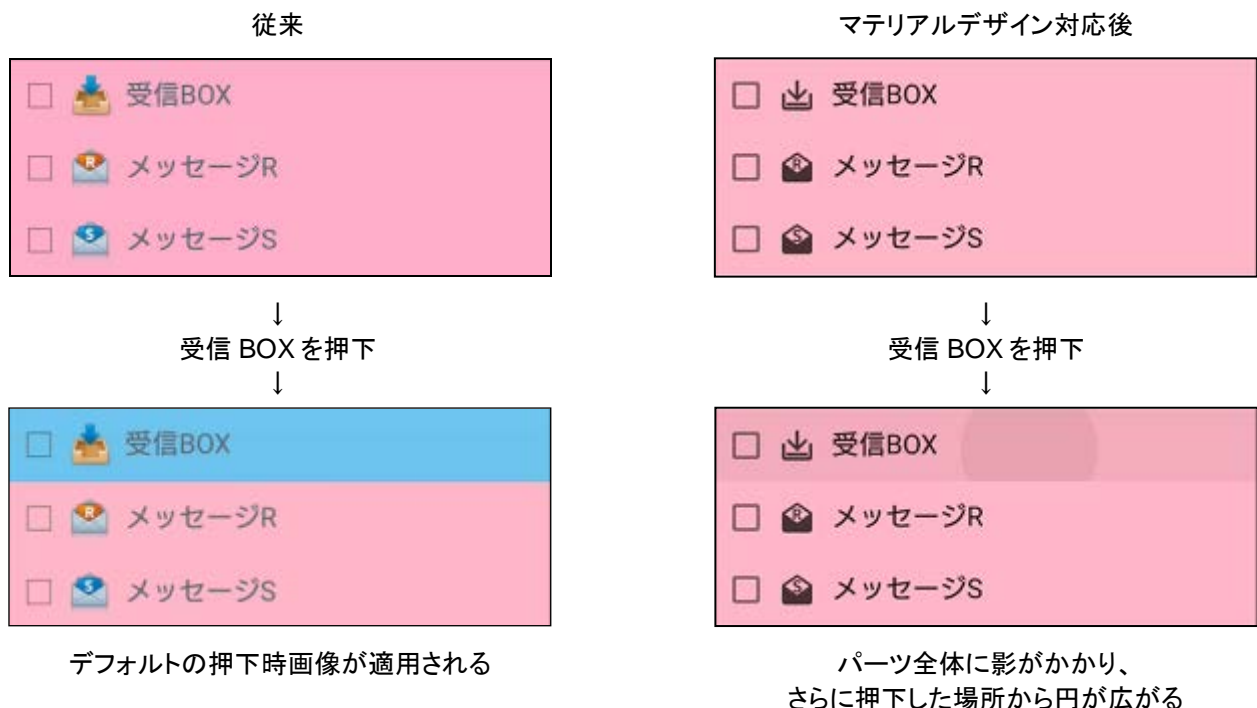 従来
受信BOX
メッセージR
メッセージS
↓
受信 BOX を押下
↓
受信BOX
メッセージR
メッセージS
デフォルトの押下時画像が適用される
マテリアルデザイン対応後
受信BOX
メッセージR
メッセージS
↓
受信 BOX を押下
↓
受信BOX
メッセージR
メッセージS
パーツ全体に影がかかり、
さらに押下した場所から円が広がる